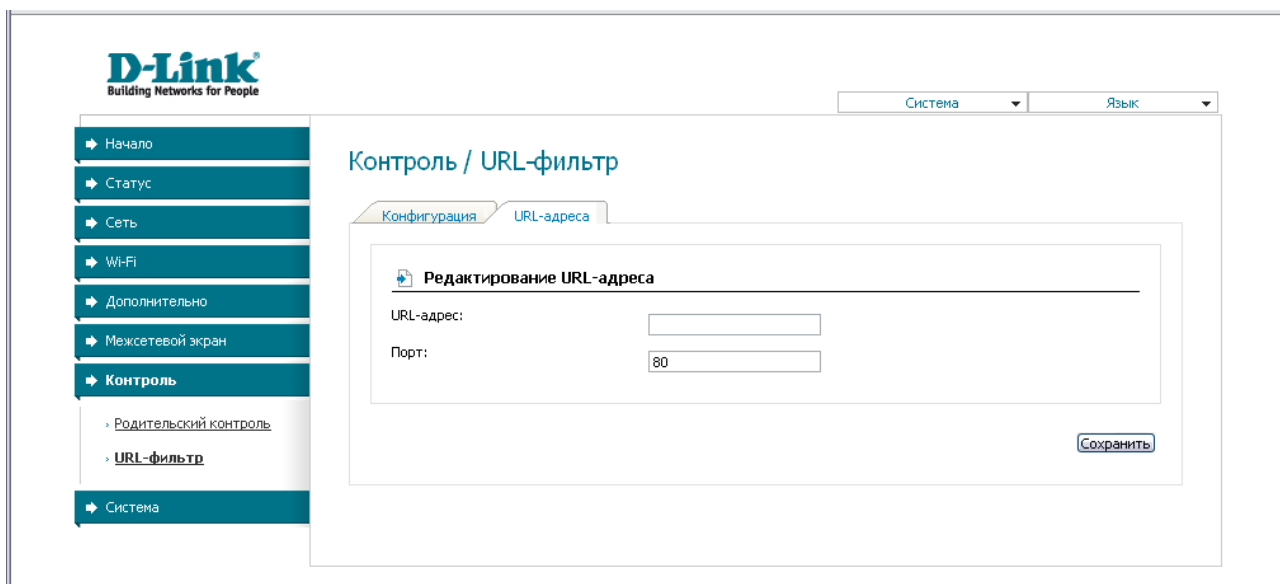 D-Link
Building Networks for People
Система
Язык
Начало
Статус
Сеть
Wi-Fi
Дополнительно
Межсетевой экран
Контроль
Родительский контроль
URL-фильтр
Система
Контроль / URL-фильтр
Конфигурация
URL-адреса
Редактирование URL-адреса
URL-адрес:
Порт:
80
Сохранить